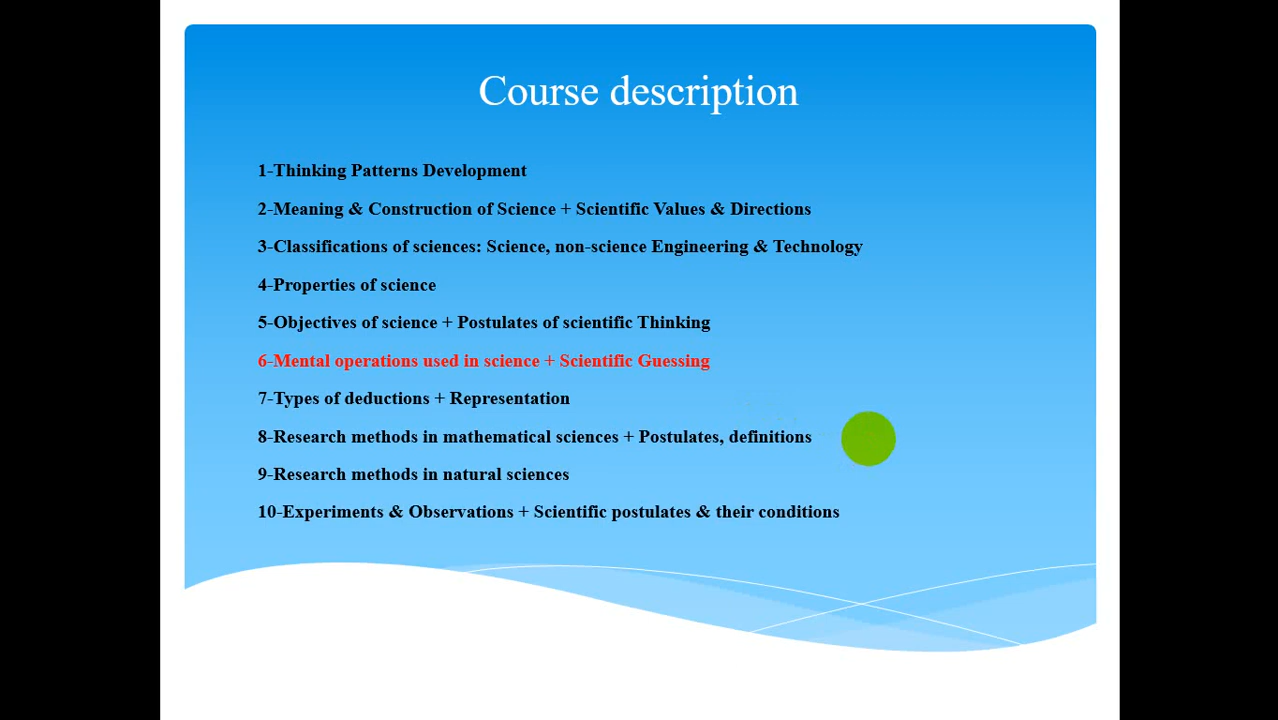 Course description
1-Thinking Patterns Development
2-Meaning & Construction of Science + Scientific Values & Directions
3-Classifications of sciences: Science, non-science Engineering & Technology
4-Properties of science
5-Objectives of science + Postulates of scientific Thinking
6-Mental operations used in science + Scientific Guessing
7-Types of deductions + Representation
8-Research methods in mathematical sciences + Postulates, definitions
9-Research methods in natural sciences
10-Experiments & Observations + Scientific postulates & their conditions